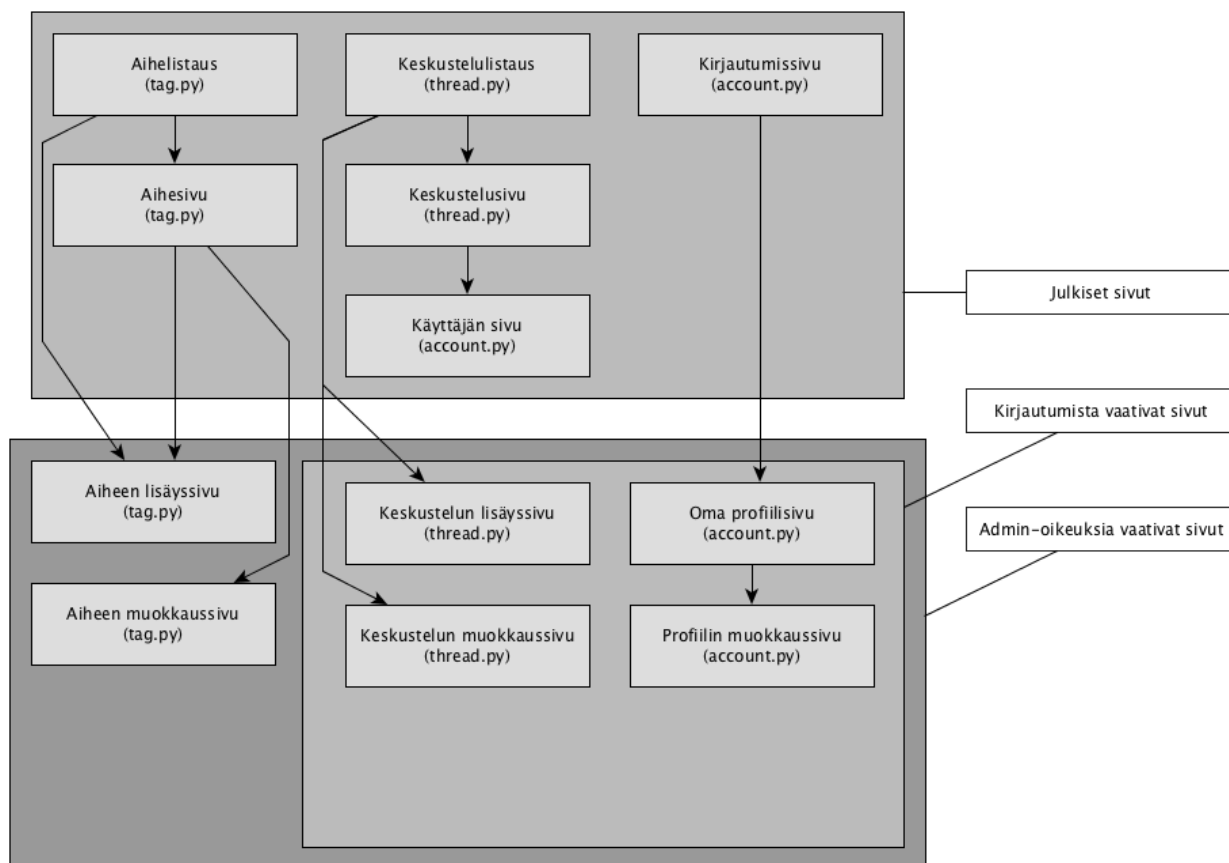 Aihelistaus
(tag.py)
Keskustelulistaus
(thread.py)
Kirjautumissivu
(account.py)
Aihesivu
(tag.py)
Keskustelusivu
(thread.py)
Käyttäjän sivu
(account.py)
Julkiset sivut
Kirjautumista vaativat sivut
Admin-oikeuksia vaativat sivut
Aiheen lisäyssivu
(tag.py)
Keskustelun lisäyssivu
(thread.py)
Oma profiilisivu
(account.py)
Aiheen muokkaussivu
(tag.py)
Keskustelun muokkaussivu
(thread.py)
Profiilin muokkaussivu
(account.py)